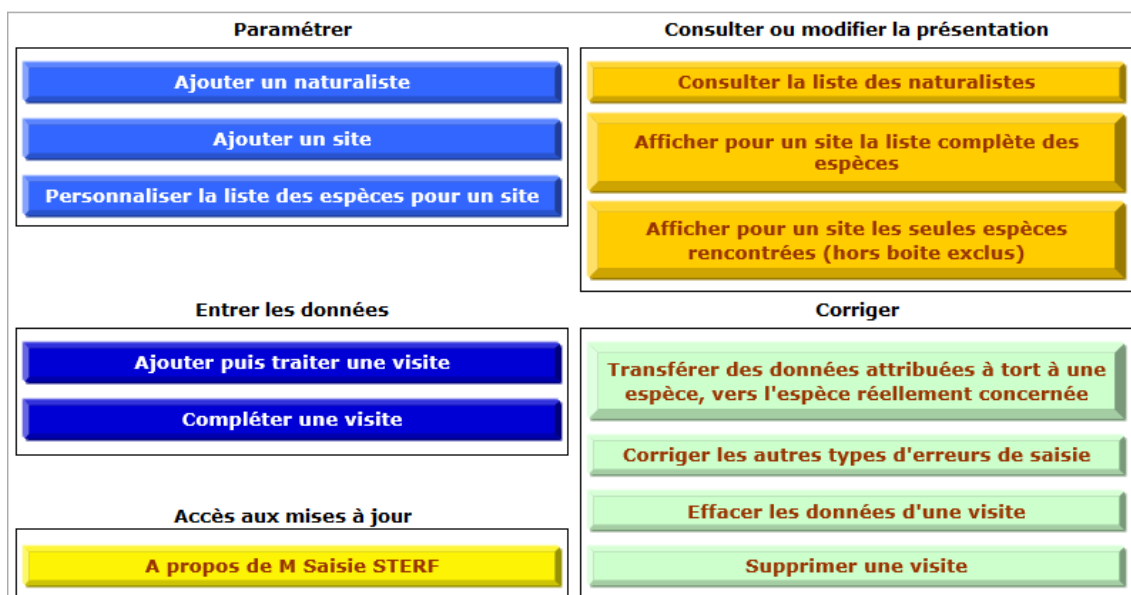 Paramétrer
Ajouter un naturaliste
Ajouter un site
Personnaliser la liste des espèces pour un site
Consulter ou modifier la présentation
Consulter la liste des naturalistes
Afficher pour un site la liste complète des
espèces
Afficher pour un site les seules espèces
rencontrées (hors boite exclus)
Entrer les données
Ajouter puis traiter une visite
Compléter une visite
Corriger
Transférer des données attribuées à tort à une
espèce, vers l'espèce réellement concernée
Corriger les autres types d'erreurs de saisie
Effacer les données d'une visite
Supprimer une visite
Accès aux mises à jour
A propos de M Saisie STERF